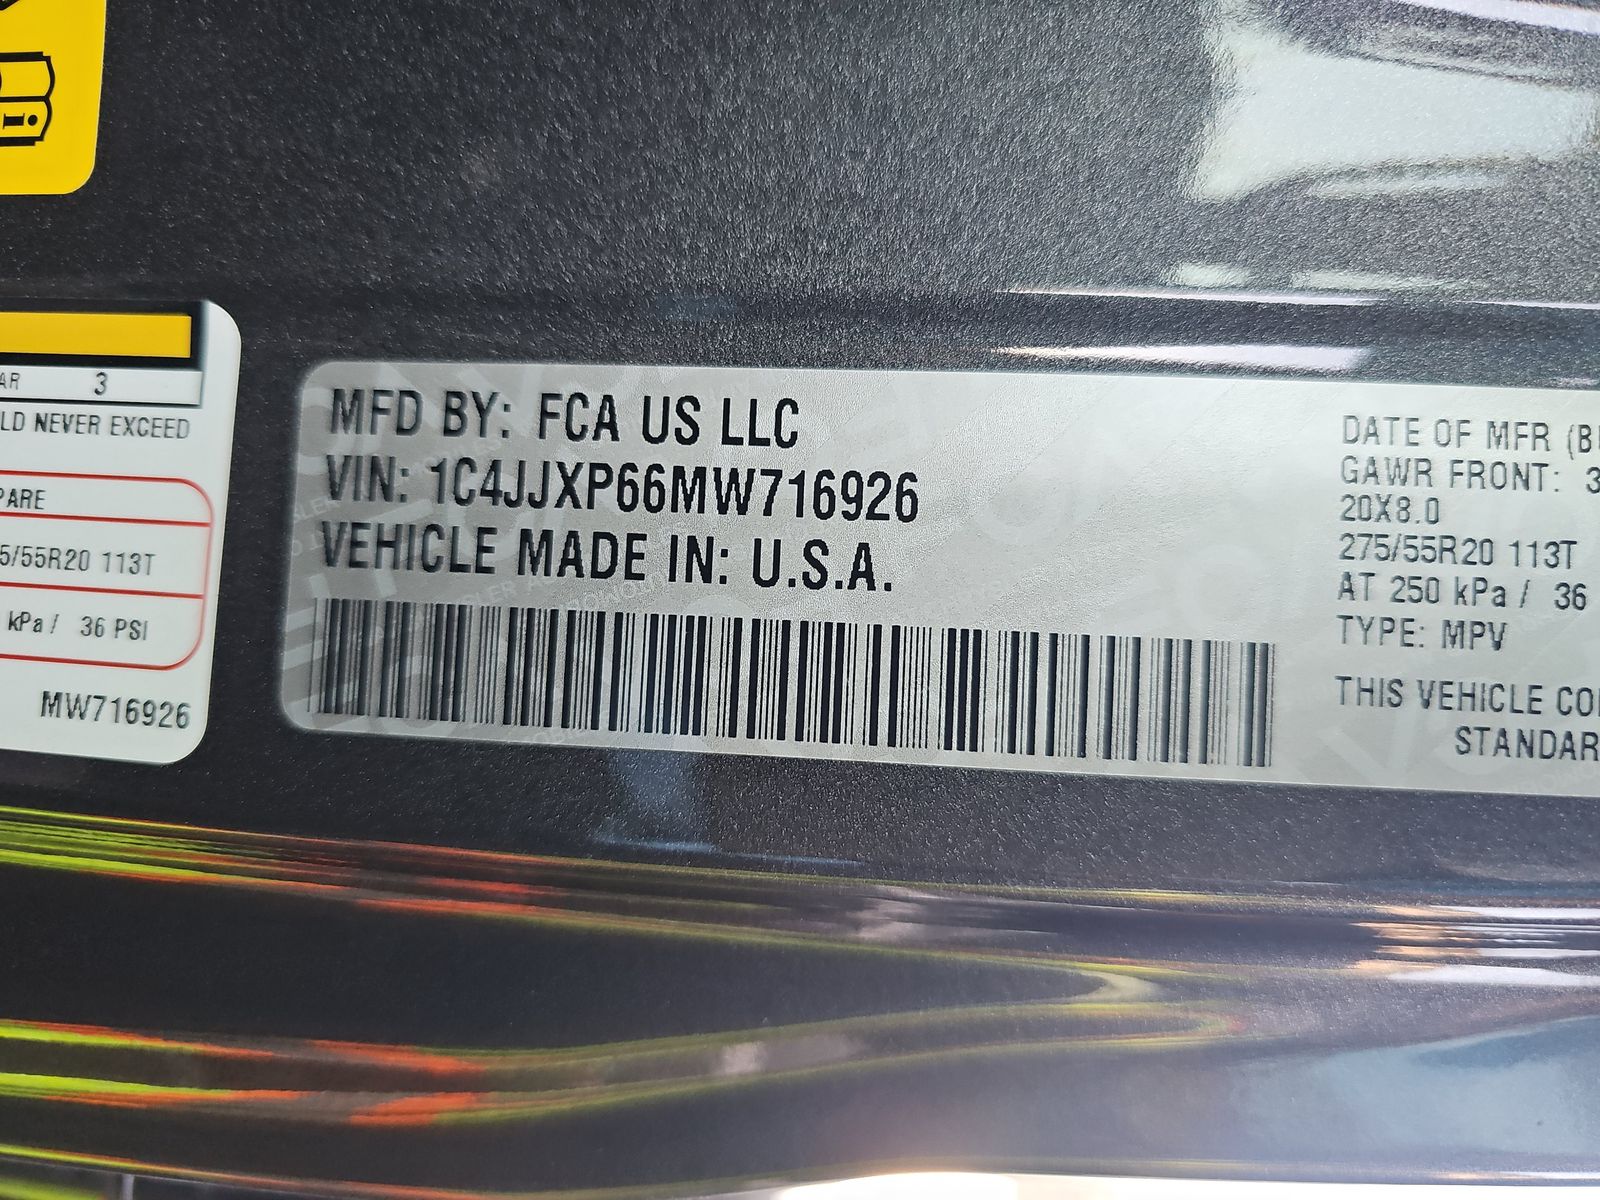 i
AR 3
LD NEVER EXCEED
PARE
5/55R20 113T
kPa / 36 PSI
MW716926
MFD BY: FCA US LLC
VIN: 1C4JJXP66MW716926
VEHICLE MADE IN: U.S.A.
DATE OF MFR (B
GAWR FRONT: 3
20X8.0
275/55R20 113T
AT 250 kPa / 36
TYPE: MPV
THIS VEHICLE CO
STANDAR